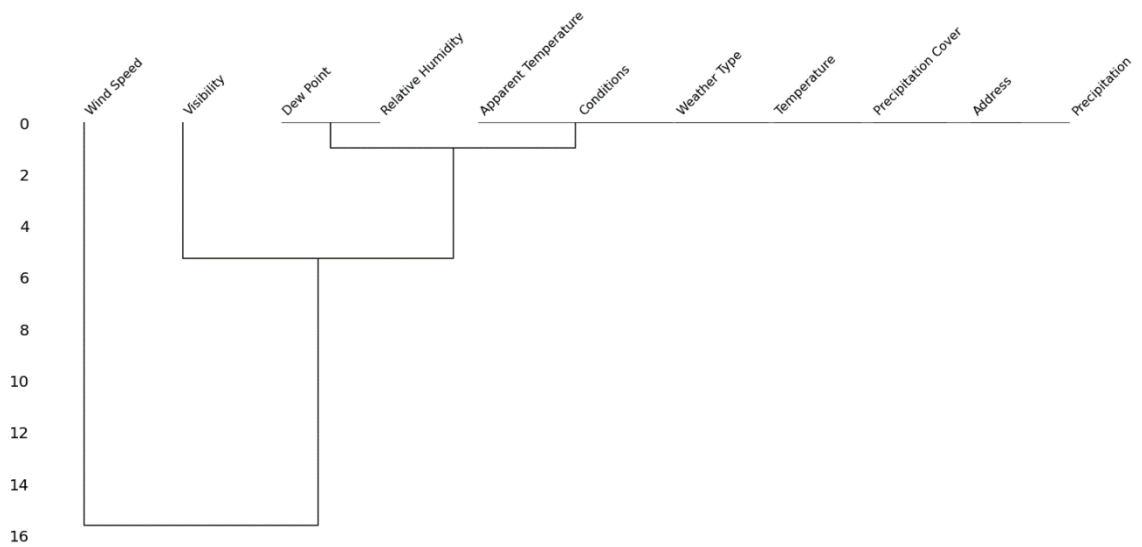 Wind Speed
Visibility
Dew Point
Relative Humidity
Apparent Temperature
Conditions
Weather Type
Temperature
Precipitation Cover
Address
Precipitation
0
2
4
6
8
10
12
14
16